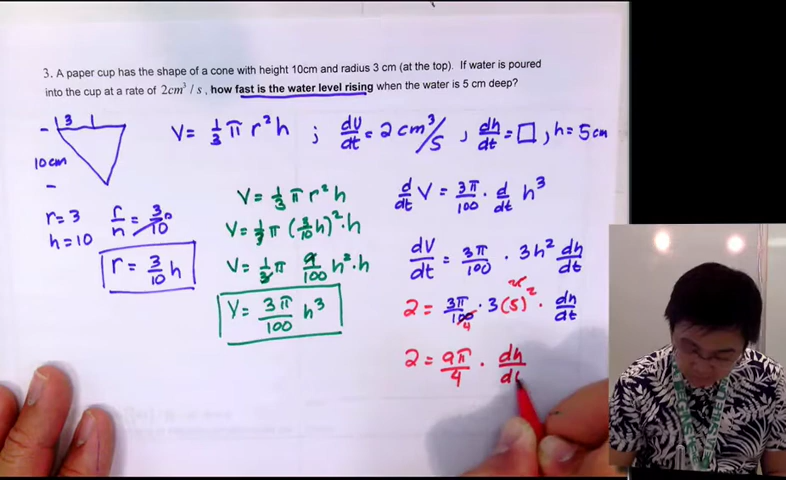 3. A paper cup has the shape of a cone with height 10cm and radius 3 cm (at the top). If water is poured
into the cup at a rate of 2cm³ / s , how fast is the water level rising when the water is 5 cm deep?
3
10cm
V = 1/3 π r²h ; dV/dt = 2 cm³/s , dh/dt = □ , h = 5cm
r = 3
h = 10
r/h = 3/10
r = 3/10 h
V = 1/3 π r² h
V = 1/3 π (3/10 h)² · h
V = 1/3 π 9/100 h² · h
V = 3π/100 h³
d/dt V = 3π/100 · d/dt h³
dV/dt = 3π/100 · 3h² dh/dt
2 = 3π/100 · 3(5)² · dh/dt
25
4
2 = 9π/4 · dh/dt